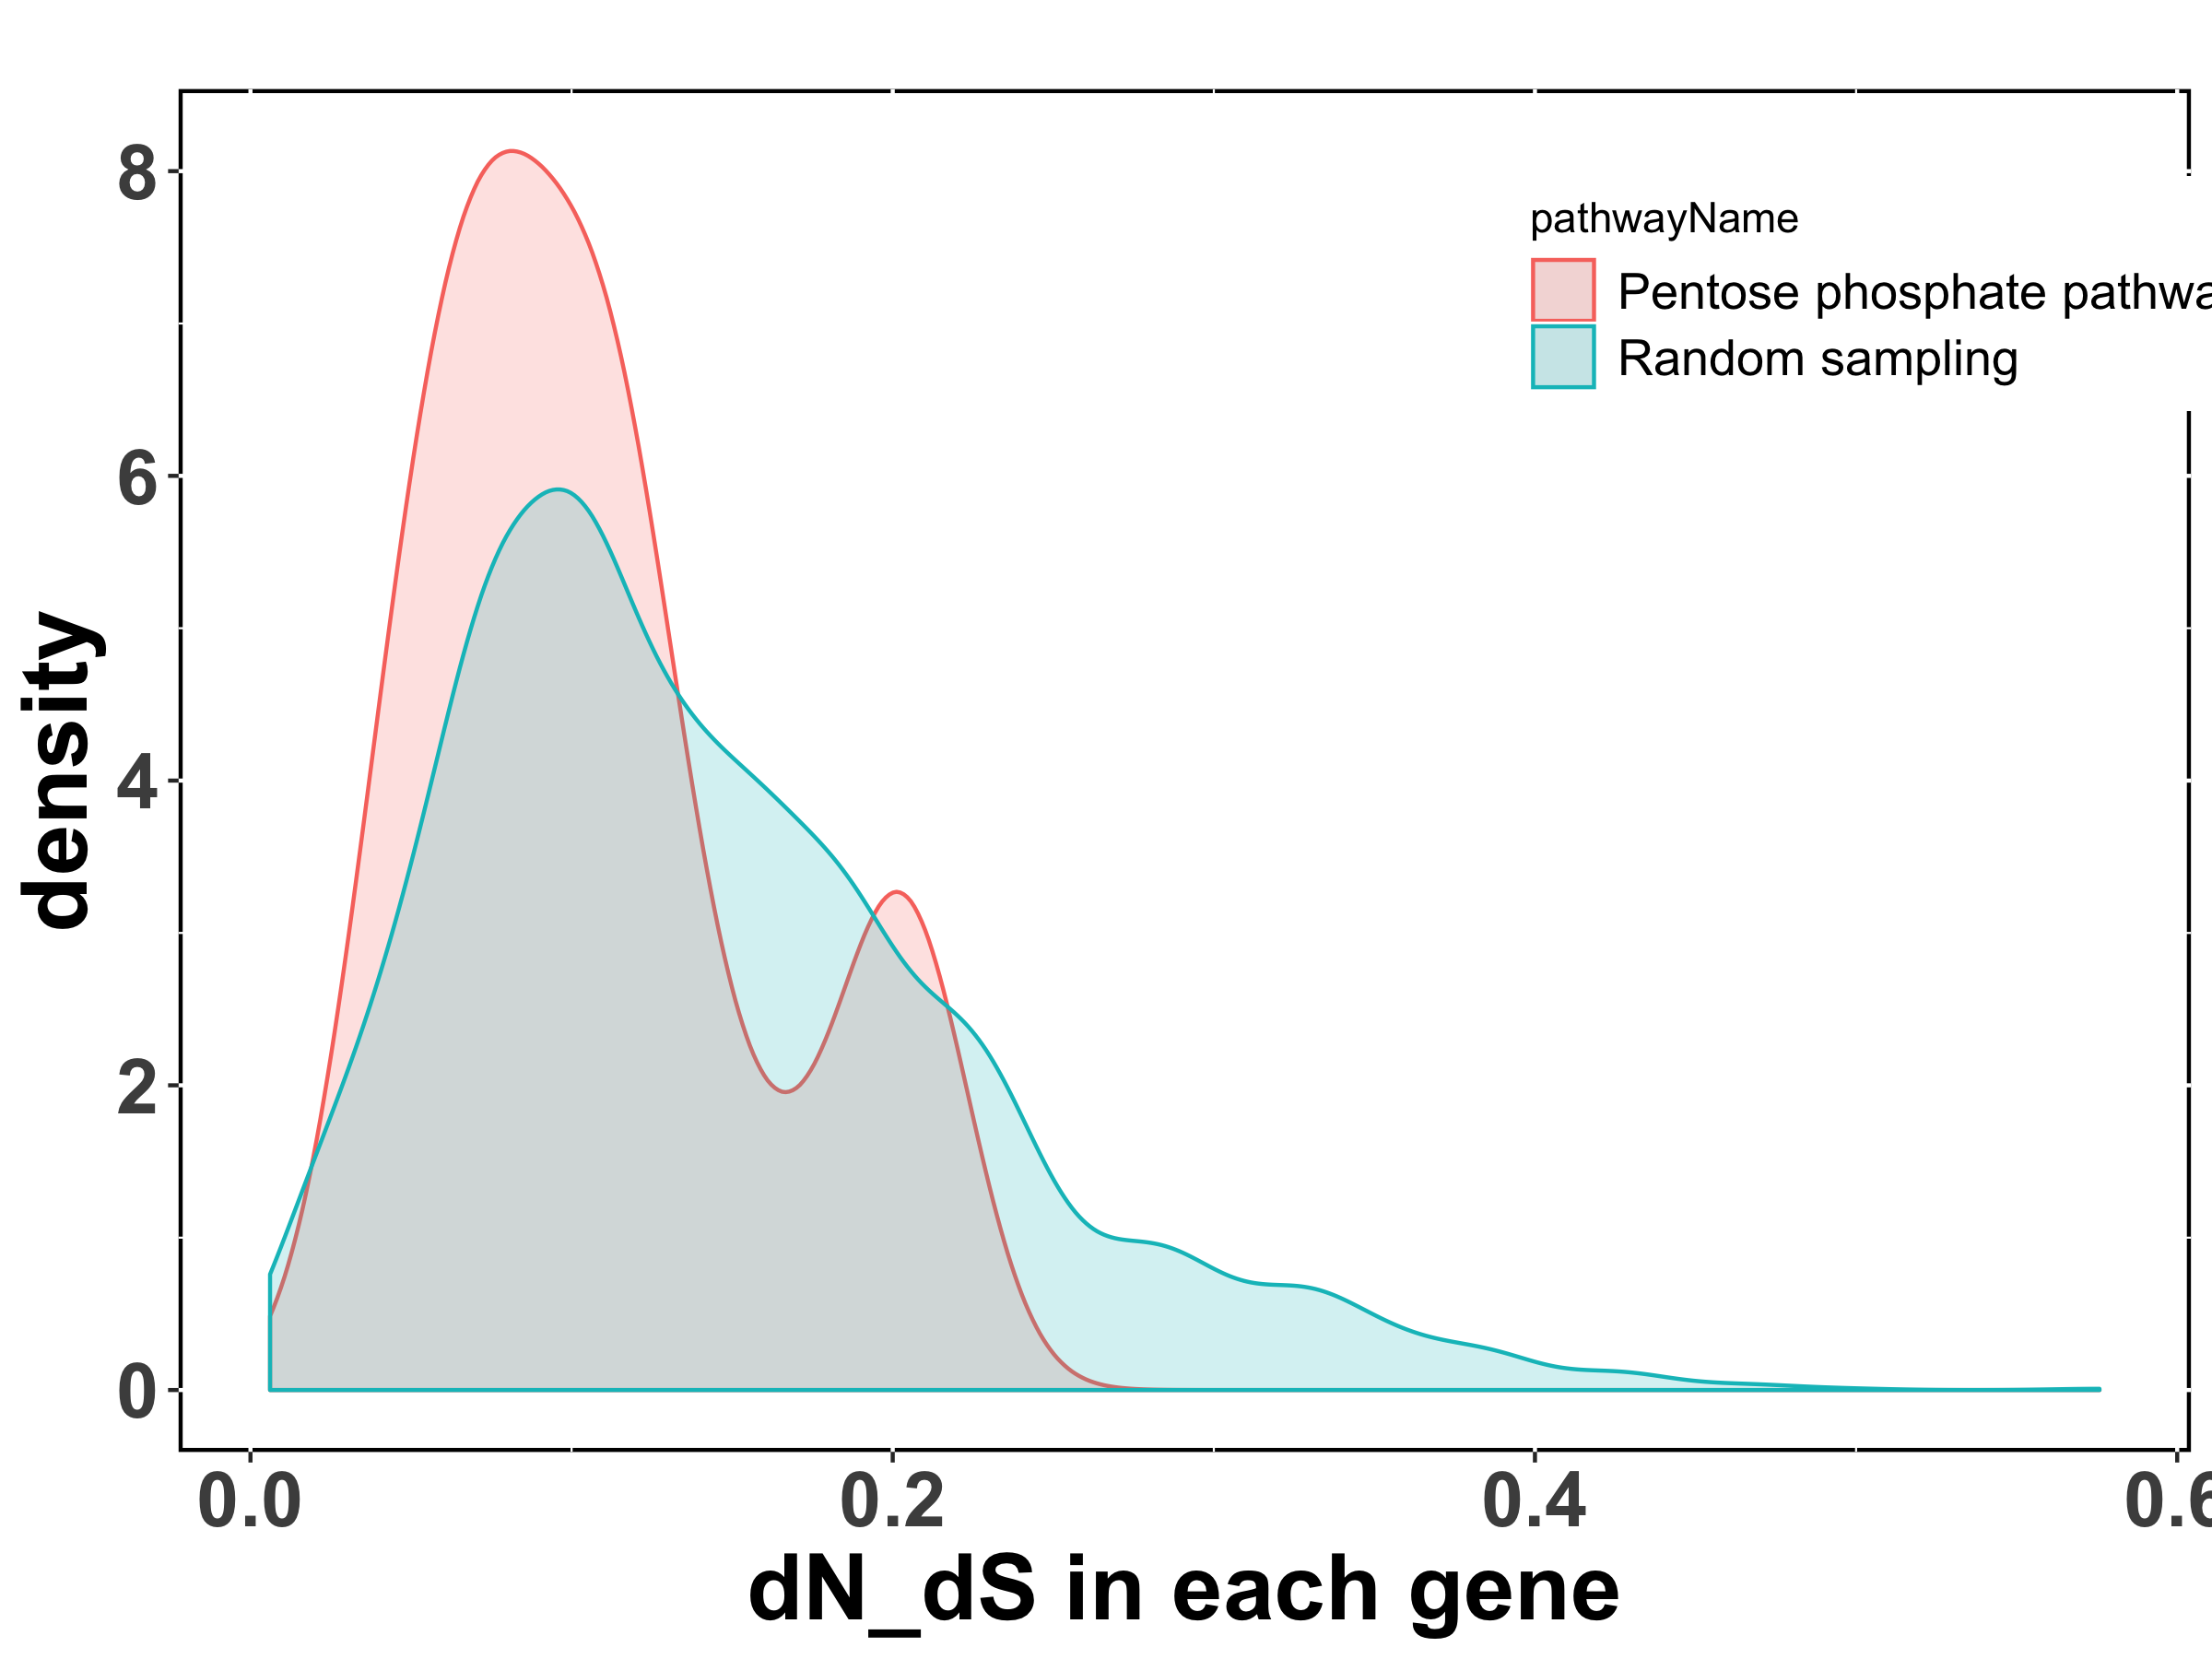 8
6
4
2
0
density
pathwayName
Pentose phosphate pathwa
Random sampling
0.0
0.2
0.4
0.6
dN_dS in each gene